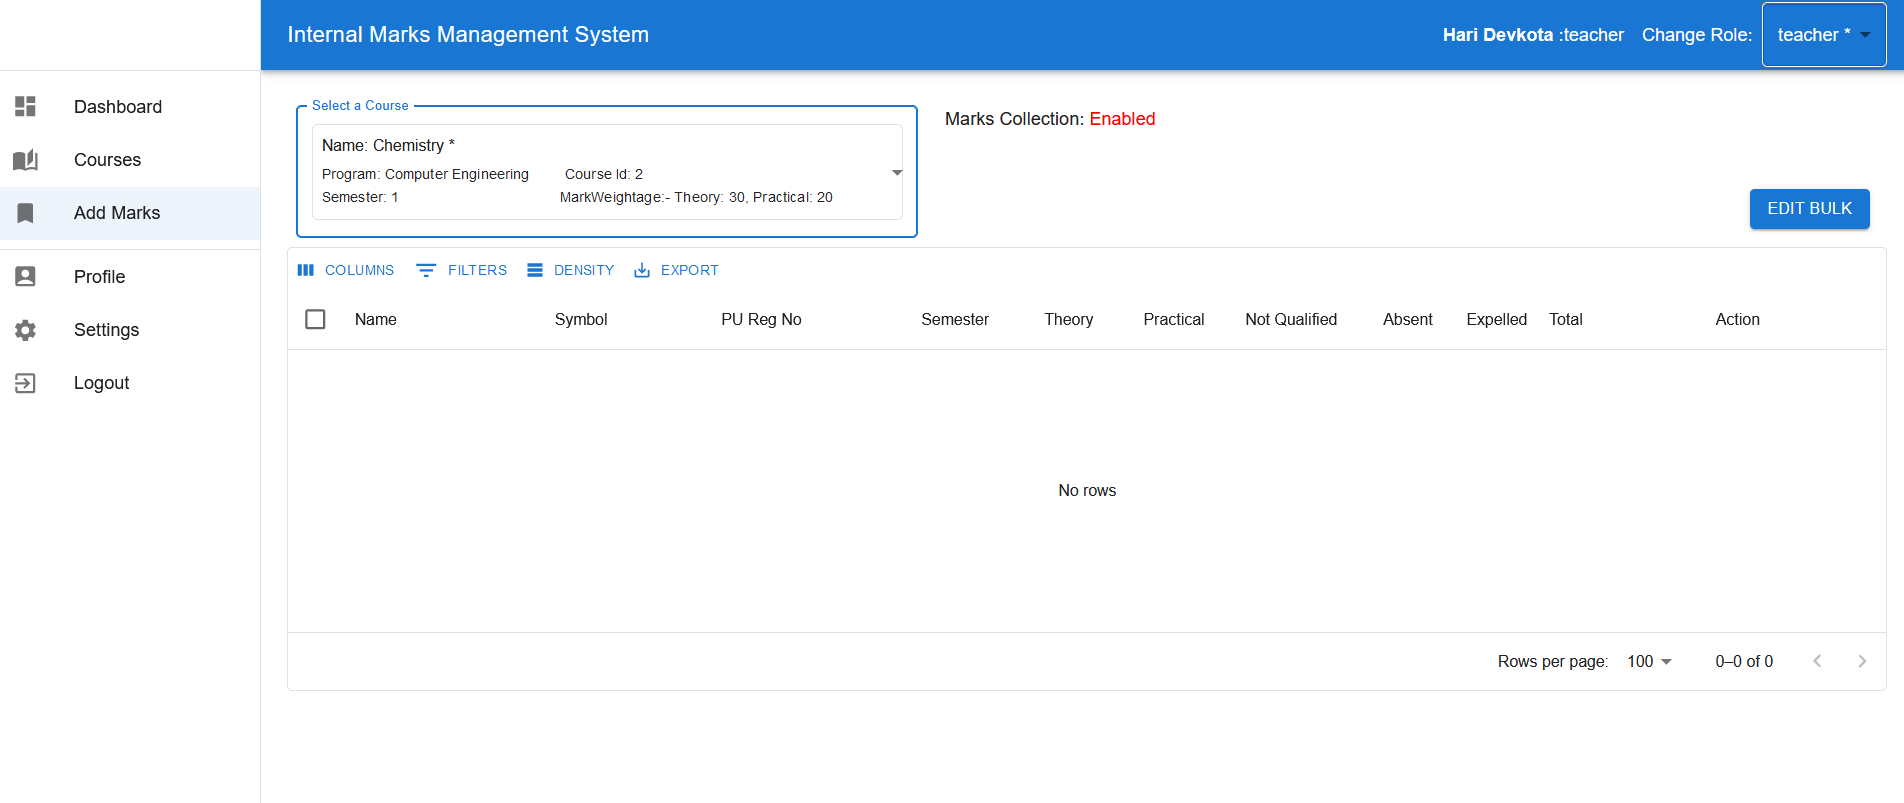 Internal Marks Management System
Hari Devkota :teacher Change Role: teacher *
Dashboard
Courses
Add Marks
Profile
Settings
Logout
Select a Course
Name: Chemistry *
Program: Computer Engineering Course Id: 2
Semester: 1 MarkWeightage:- Theory: 30, Practical: 20
Marks Collection: Enabled
EDIT BULK
COLUMNS FILTERS DENSITY EXPORT
Name Symbol PU Reg No Semester Theory Practical Not Qualified Absent Expelled Total Action
No rows
Rows per page: 100 0–0 of 0